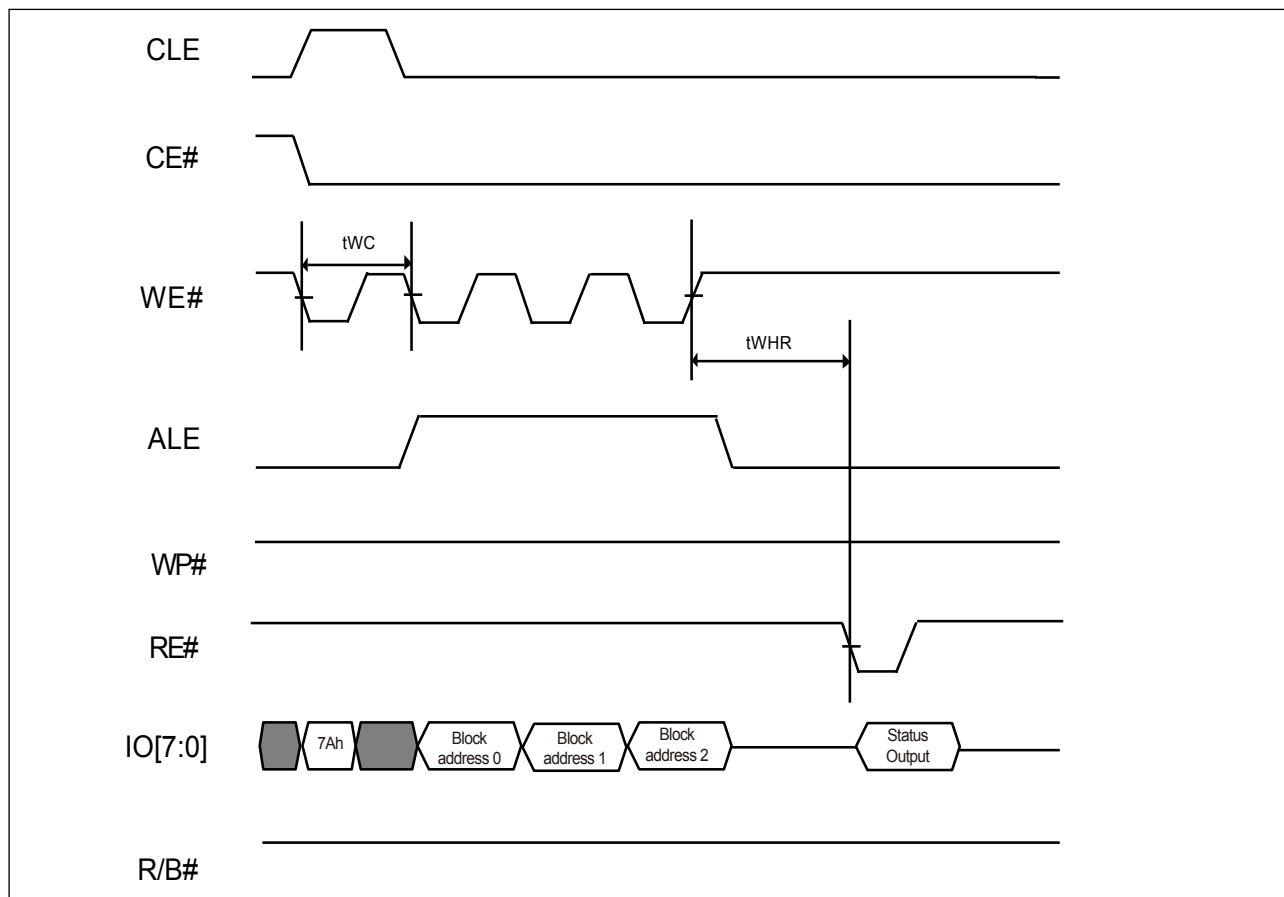 CLE
CE#
tWC
WE#
tWHR
ALE
WP#
RE#
IO[7:0]
7Ah
Block
address 0
Block
address 1
Block
address 2
Status
Output
R/B#